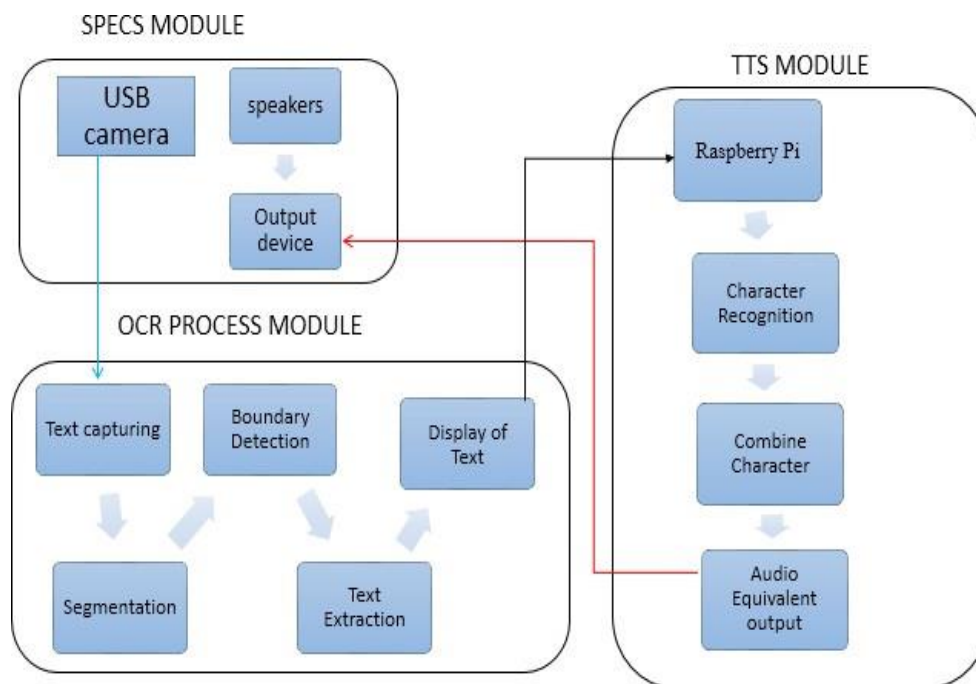 SPECS MODULE
USB
camera
speakers
Output
device
TTS MODULE
Raspberry Pi
Character
Recognition
Combine
Character
Audio
Equivalent
output
OCR PROCESS MODULE
Text capturing
Boundary
Detection
Display of
Text
Segmentation
Text
Extraction